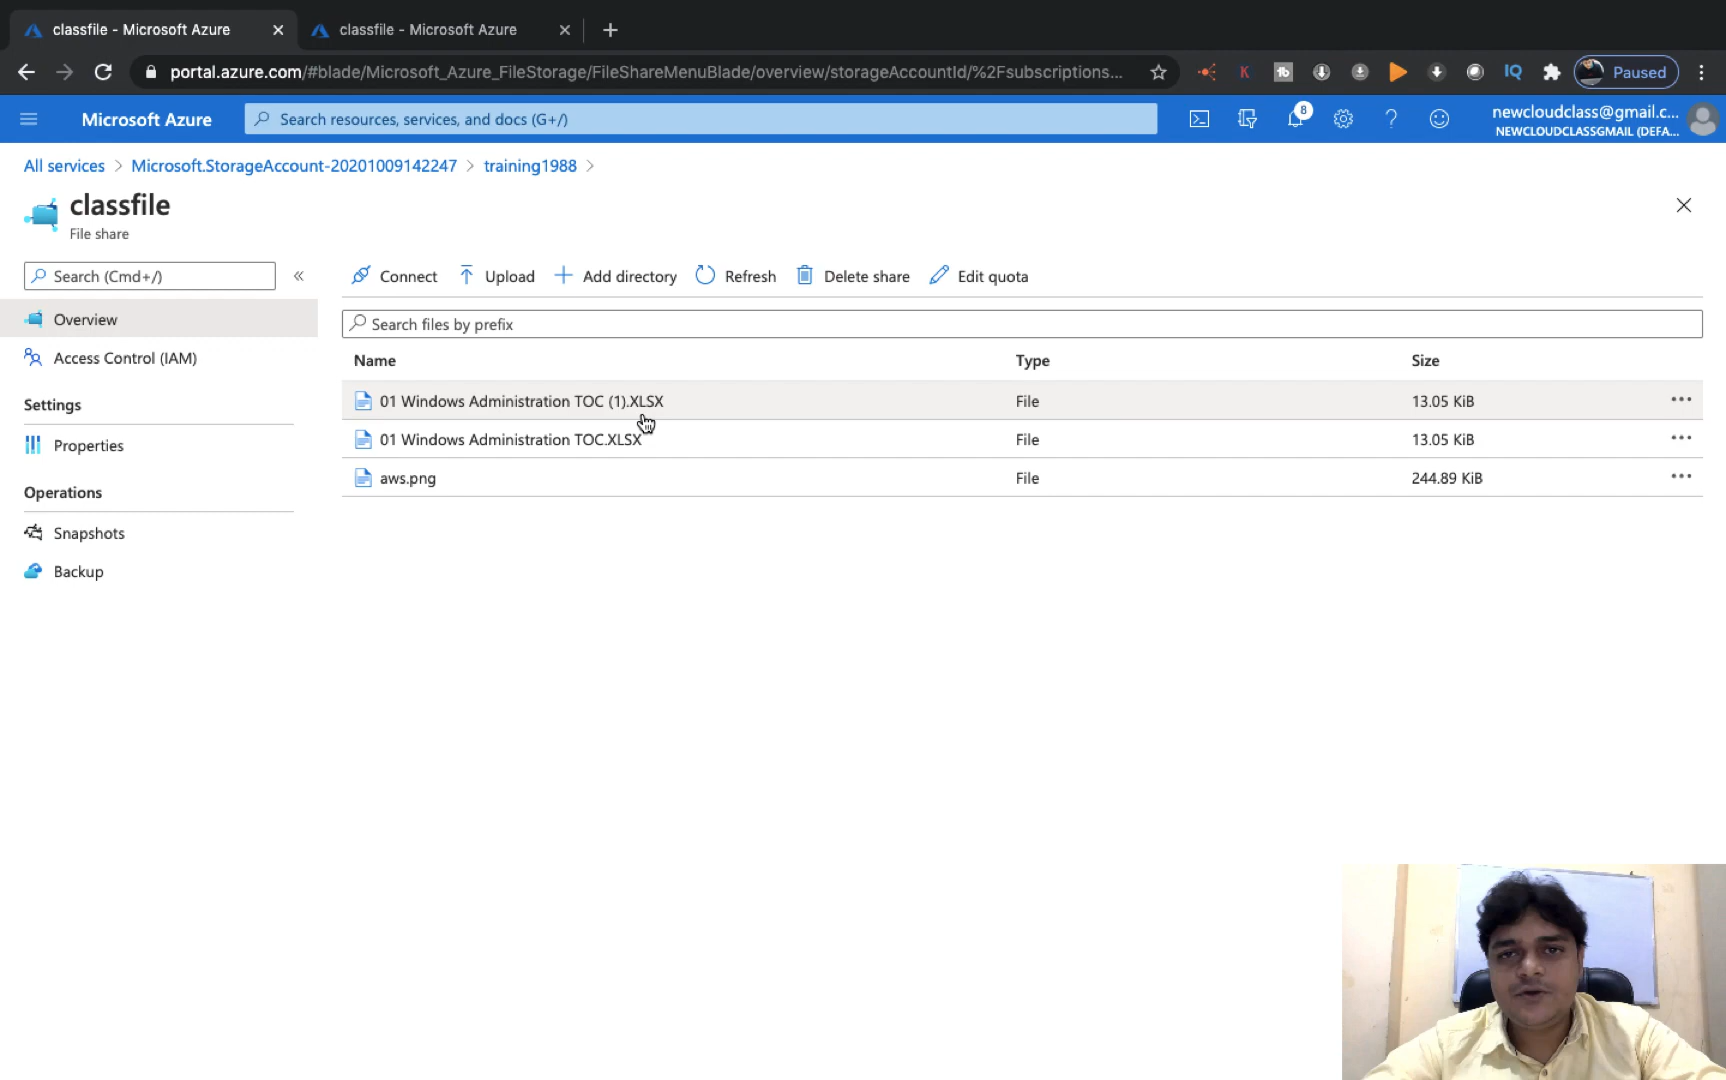 classfile - Microsoft Azure
classfile - Microsoft Azure
portal.azure.com/#blade/Microsoft_Azure_FileStorage/FileShareMenuBlade/overview/storageAccountId/%2Fsubscriptions...
K
tb
IQ
Paused
Microsoft Azure
Search resources, services, and docs (G+/)
8
newcloudclass@gmail.c...
NEWCLOUDCLASSGMAIL (DEFA...
All services > Microsoft.StorageAccount-20201009142247 > training1988 >
classfile
File share
Search (Cmd+/)
«
Connect
Upload
Add directory
Refresh
Delete share
Edit quota
Overview
Access Control (IAM)
Settings
Properties
Operations
Snapshots
Backup
Search files by prefix
Name Type Size
01 Windows Administration TOC (1).XLSX File 13.05 KiB
01 Windows Administration TOC.XLSX File 13.05 KiB
aws.png File 244.89 KiB